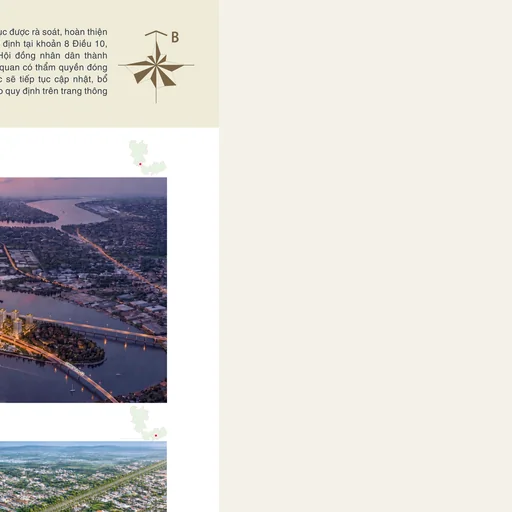 ục được rà soát, hoàn thiện
định tại khoản 8 Điều 10,
Hội đồng nhân dân thành
quan có thẩm quyền đóng
c sẽ tiếp tục cập nhật, bổ
o quy định trên trang thông
B